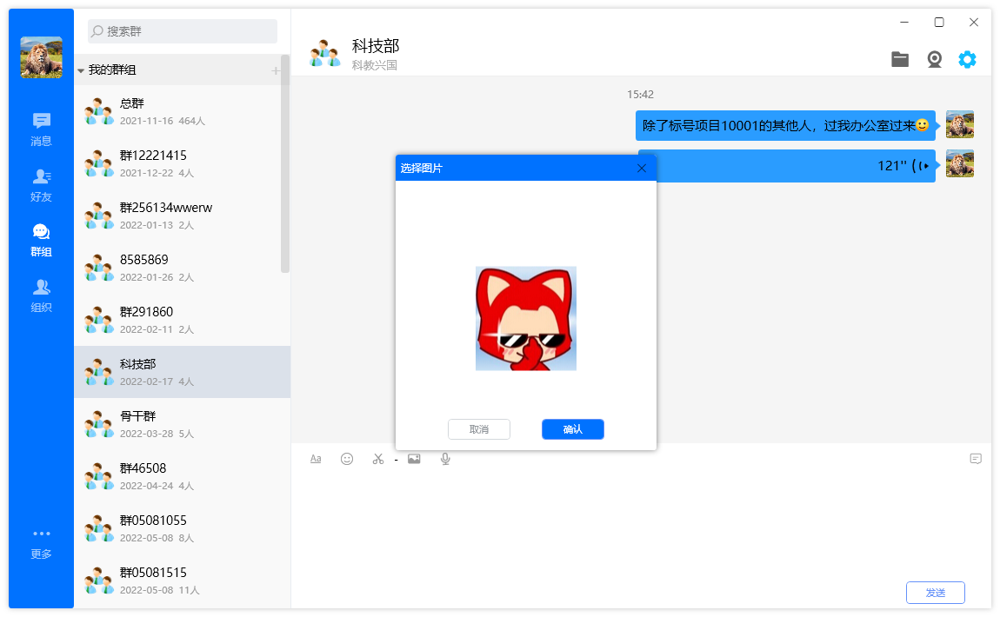 搜索群
我的群组
总群
2021-11-16 464人
群12221415
2021-12-22 4人
群256134wwerw
2022-01-13 2人
8585869
2022-01-26 2人
群291860
2022-02-11 2人
科技部
2022-02-17 4人
骨干群
2022-03-28 5人
群46508
2022-04-24 4人
群05081055
2022-05-08 8人
群05081515
2022-05-08 11人
消息
好友
群组
组织
更多
科技部
科教兴国
15:42
除了标号项目10001的其他人，过我办公室过来
121''
选择图片
取消
确认
Aa
发送